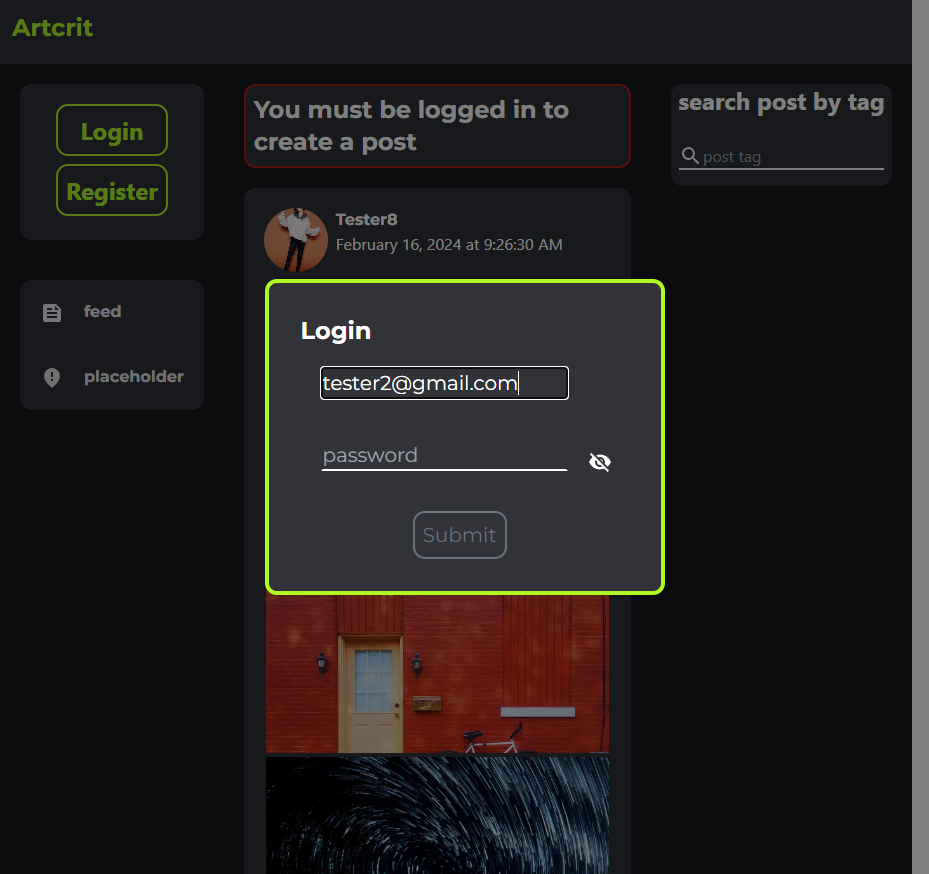 Artcrit
Login
Register
feed
placeholder
You must be logged in to
create a post
Tester8
February 16, 2024 at 9:26:30 AM
Login
tester2@gmail.com
password
Submit
search post by tag
post tag